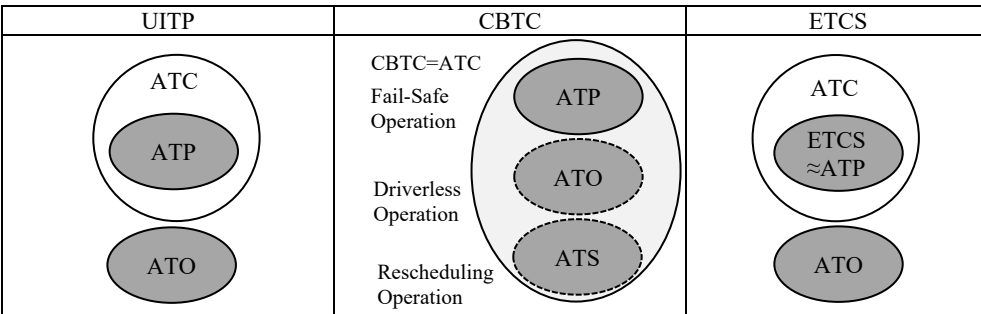 UITP
CBTC
ETCS
ATC
ATP
ATO
CBTC=ATC
Fail-Safe
Operation
ATP
Driverless
Operation
ATO
Rescheduling
Operation
ATS
ATC
ETCS
≈ATP
ATO